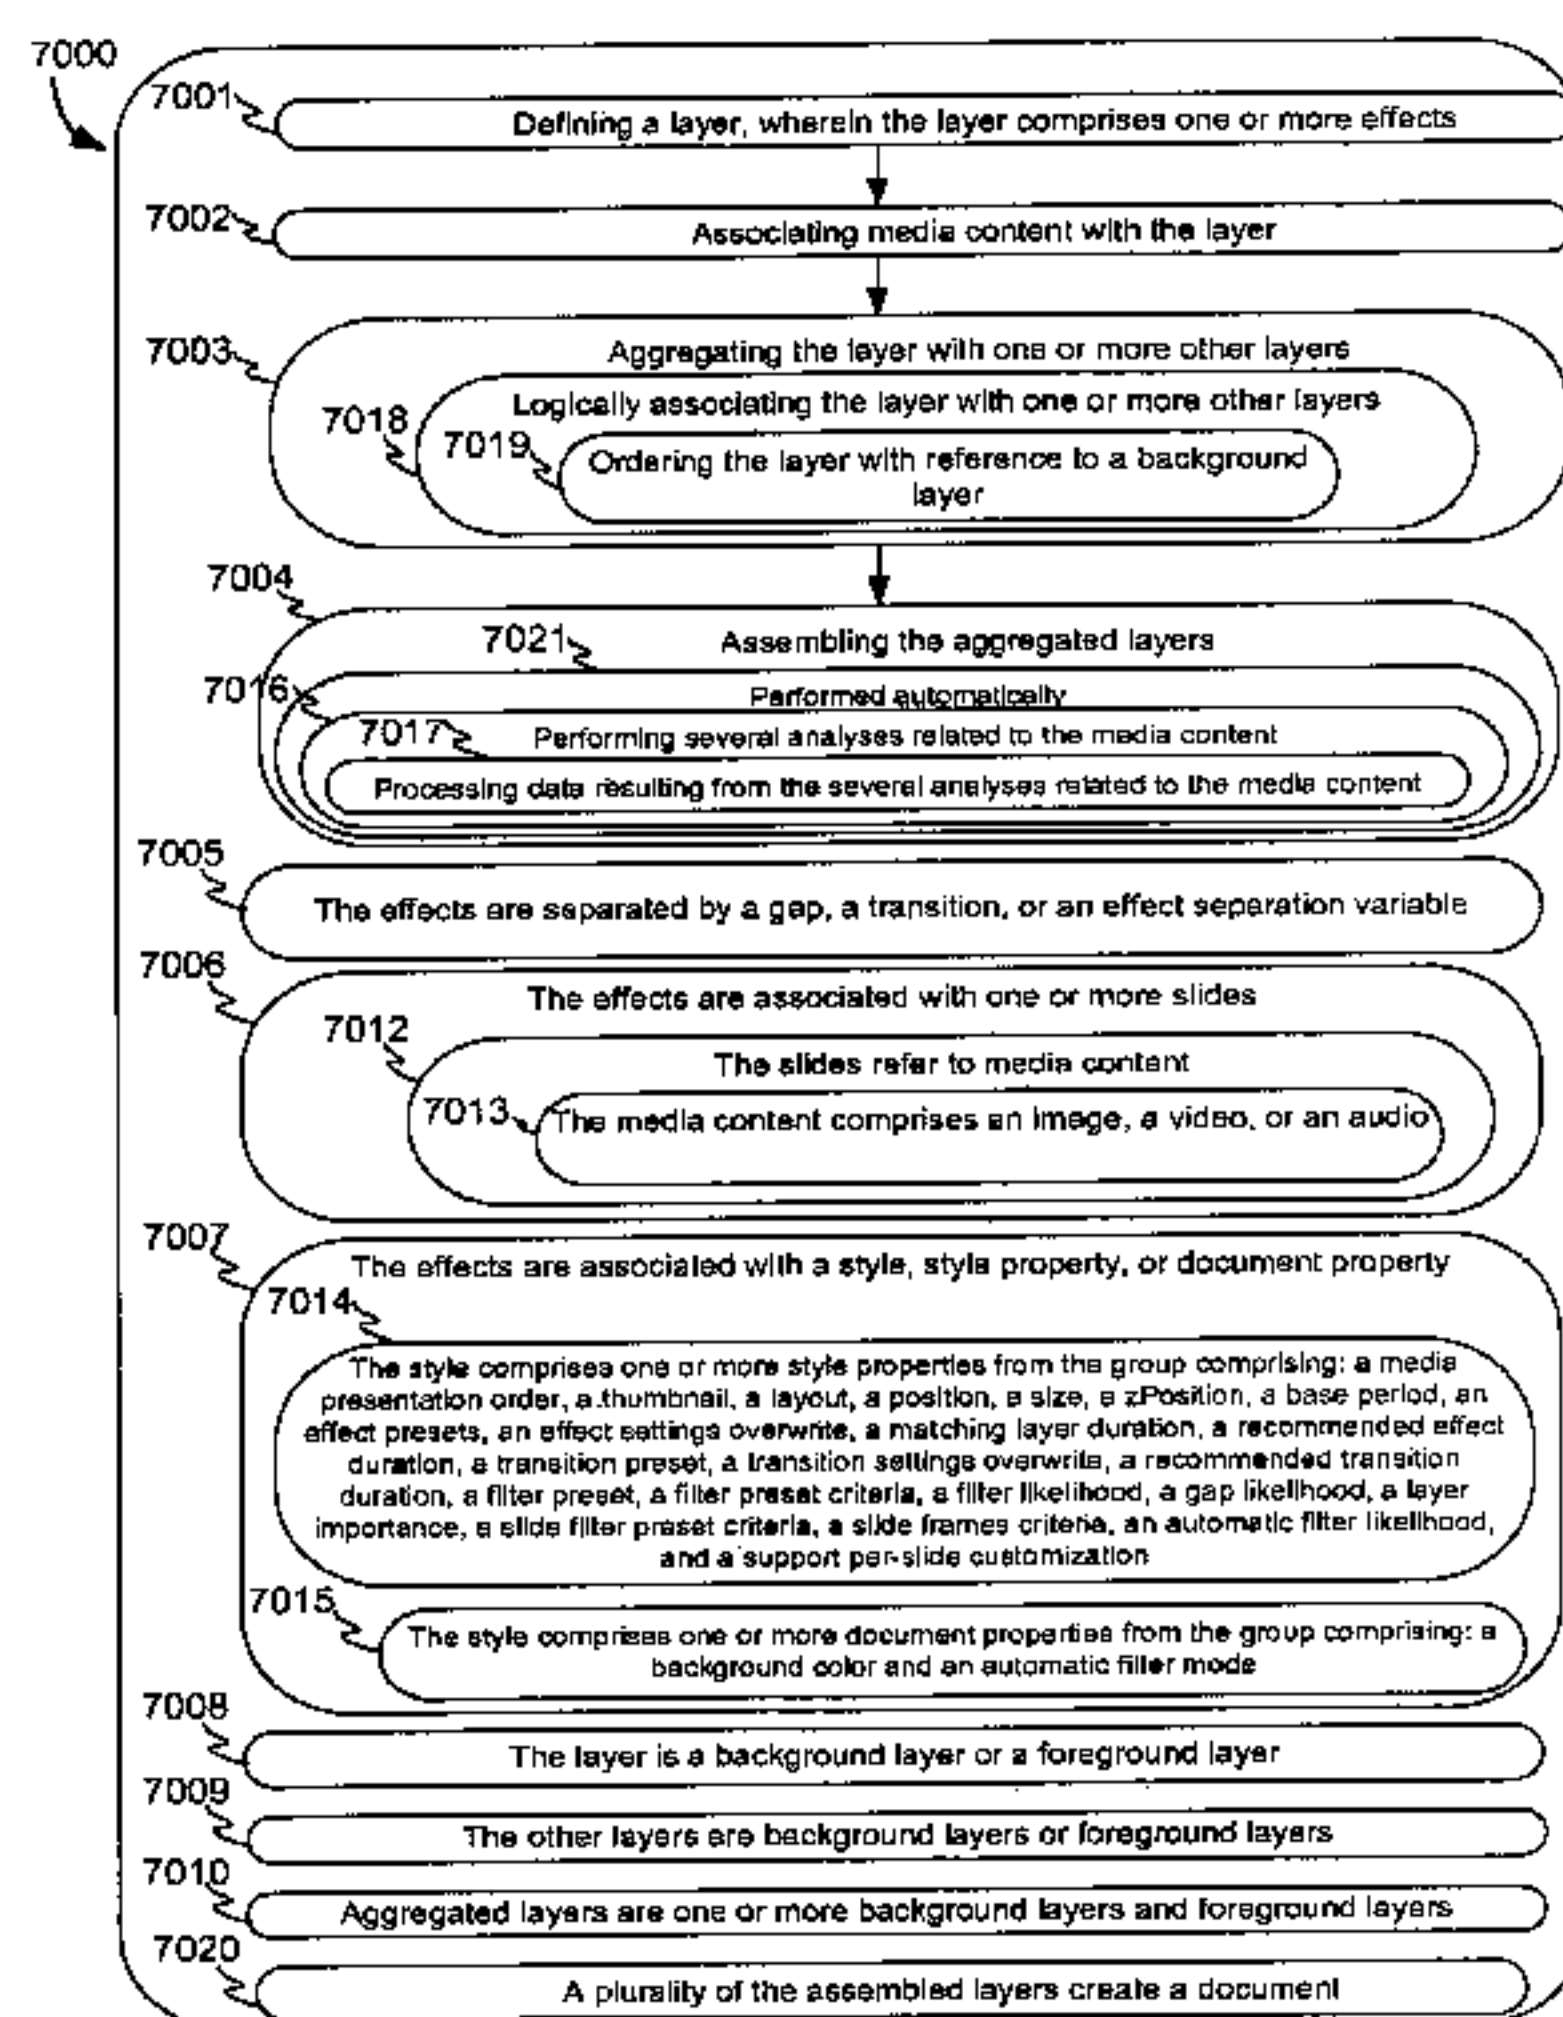 7000
7001
Defining a layer, wherein the layer comprises one or more effects
7002
Associating media content with the layer
7003
Aggregating the layer with one or more other layers
7018
Logically associating the layer with one or more other layers
7019
Ordering the layer with reference to a background
layer
7004
Assembling the aggregated layers
7021
Performed automatically
7016
Performing several analyses related to the media content
7017
Processing data resulting from the several analyses related to the media content
7005
The effects are separated by a gap, a transition, or an effect separation variable
7006
The effects are associated with one or more slides
7012
The slides refer to media content
7013
The media content comprises an image, a video, or an audio
7007
The effects are associated with a style, style property, or document property
7014
The style comprises one or more style properties from the group comprising: a media
presentation order, a thumbnail, a layout, a position, a size, a zPosition, a base period, an
effect presets, an effect settings overwrite, a matching layer duration, a recommended effect
duration, a transition preset, a transition settings overwrite, a recommended transition
duration, a filter preset, a filter preset criteria, a filter likelihood, a gap likelihood, a layer
importance, a slide filter preset criteria, a slide frames criteria, an automatic filter likelihood,
and a support per-slide customization
7015
The style comprises one or more document properties from the group comprising: a
background color and an automatic filler mode
7008
The layer is a background layer or a foreground layer
7009
The other layers are background layers or foreground layers
7010
Aggregated layers are one or more background layers and foreground layers
7020
A plurality of the assembled layers create a document